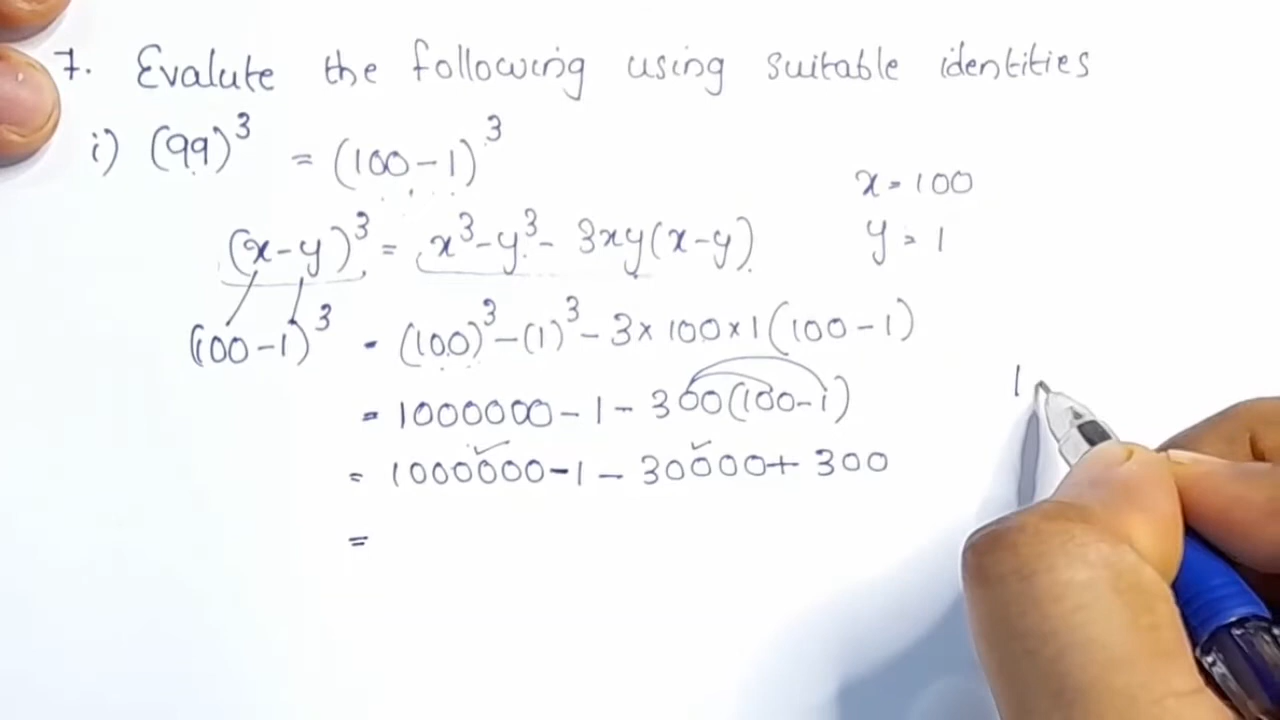 7. Evalute the following using suitable identities
i) (99)³ = (100-1)³
x = 100
(x-y)³ = x³-y³- 3xy(x-y)
y = 1
(100-1)³ = (100)³-(1)³- 3×100×1(100-1)
= 1000000-1-300(100-1)
1
= 1000000-1-30000+300
=